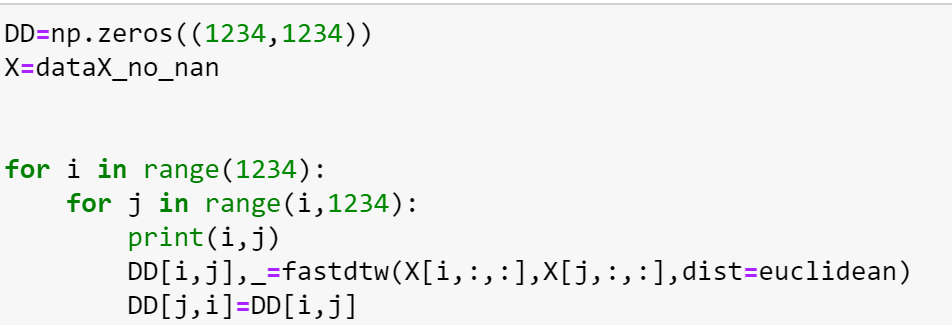 DD=np.zeros((1234,1234))
X=dataX_no_nan
for i in range(1234):
    for j in range(i,1234):
        print(i,j)
        DD[i,j],_=fastdtw(X[i,:,:],X[j,:,:],dist=euclidean)
        DD[j,i]=DD[i,j]